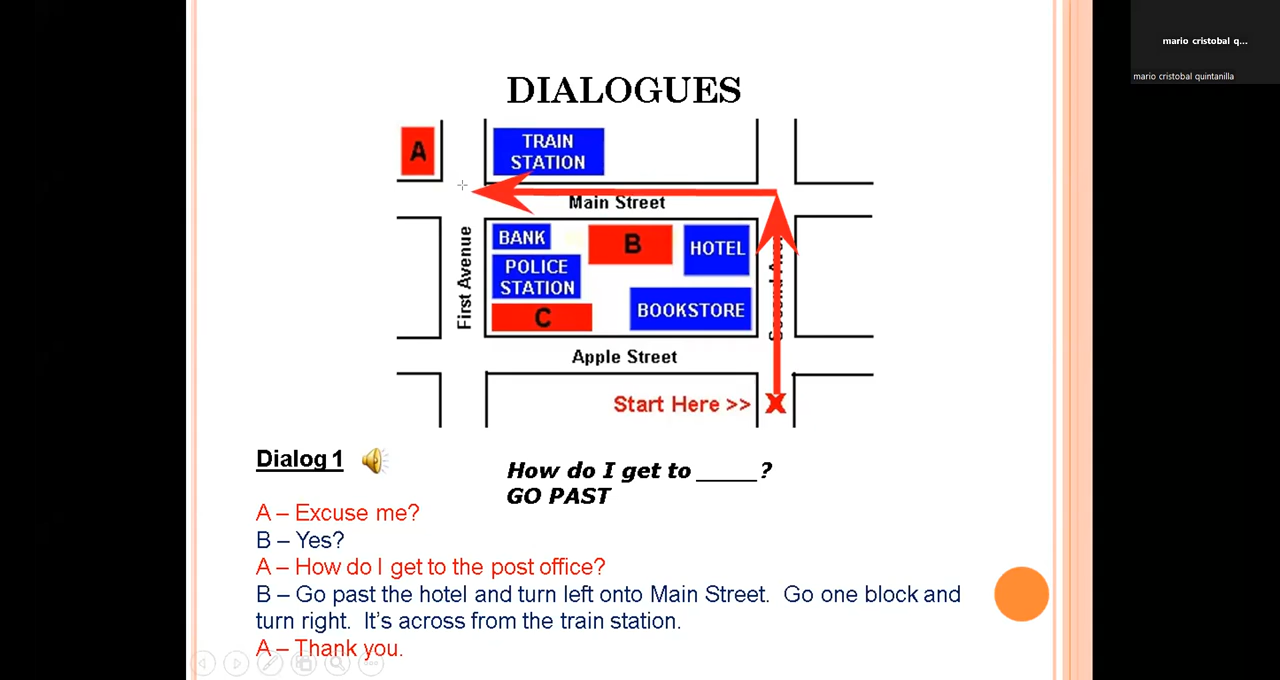 mario cristobal q...
mario cristobal quintanilla
DIALOGUES
A
TRAIN
STATION
Main Street
BANK
B
HOTEL
POLICE
STATION
First Avenue
Second Ave.
C
BOOKSTORE
Apple Street
Start Here >> X
Dialog 1
How do I get to _____?
GO PAST
A – Excuse me?
B – Yes?
A – How do I get to the post office?
B – Go past the hotel and turn left onto Main Street.  Go one block and
turn right.  It's across from the train station.
A – Thank you.